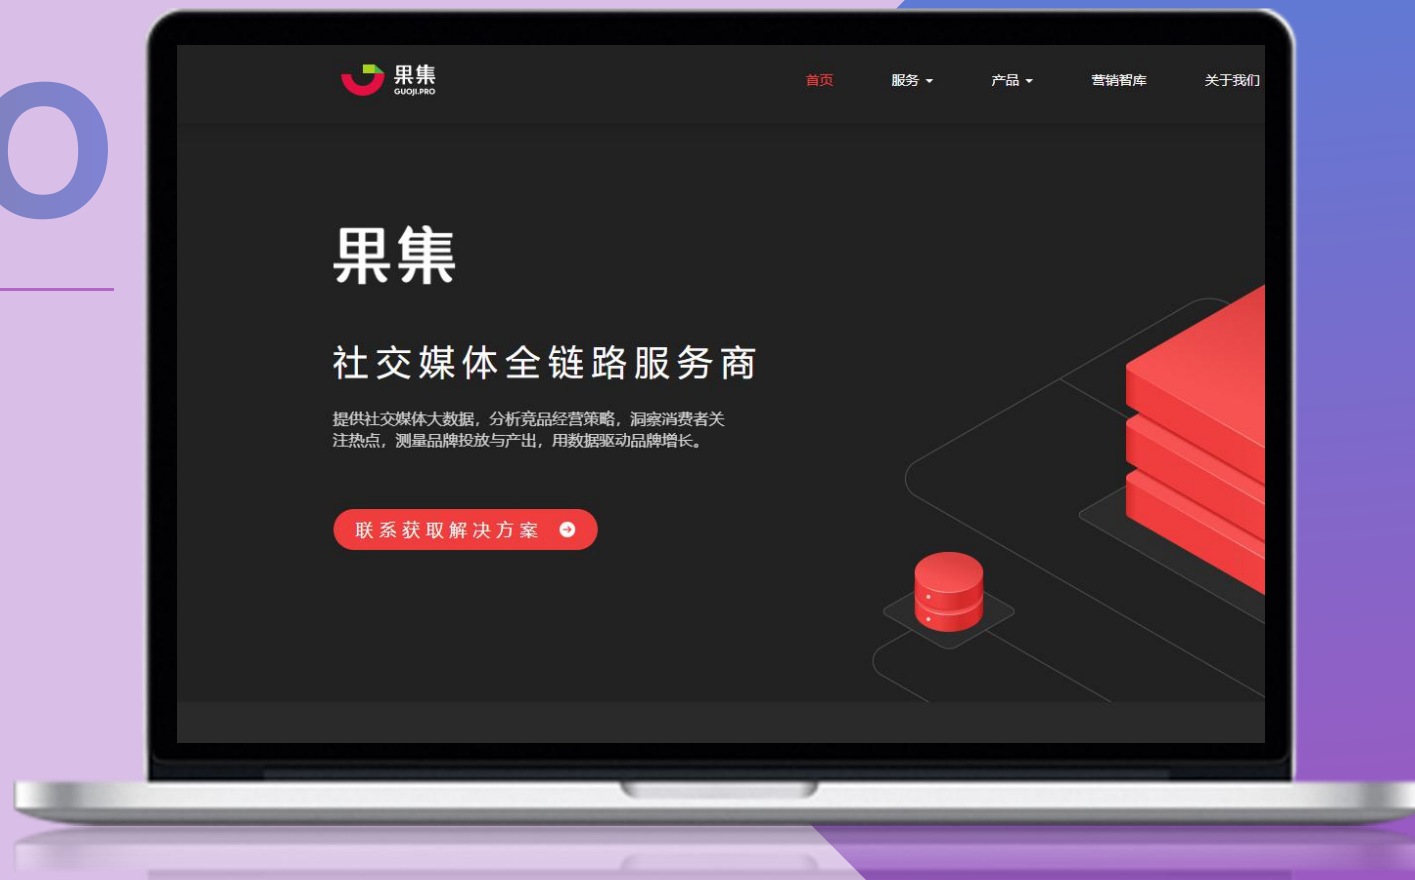 O
果集
GUOJI.PRO
首页 服务 产品 营销智库 关于我们
果集
社交媒体全链路服务商
提供社交媒体大数据，分析竞品经营策略，洞察消费者关
注热点，测量品牌投放与产出，用数据驱动品牌增长。
联系获取解决方案